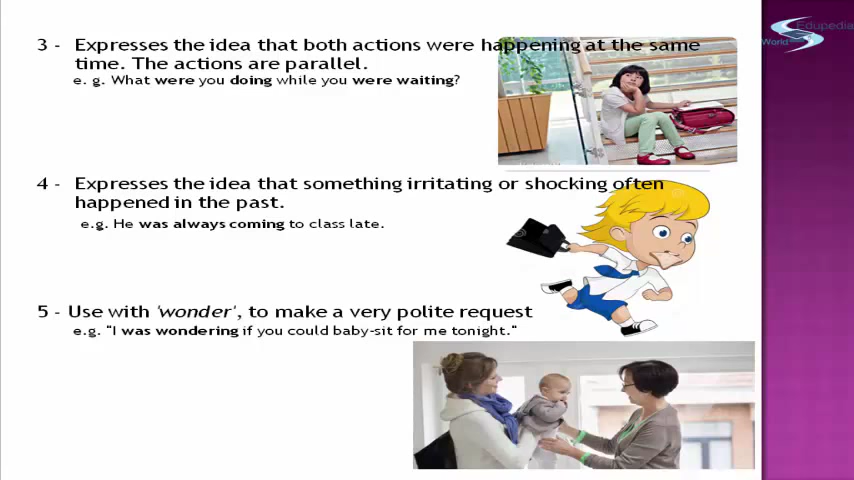 Edupedia
World
3 - Expresses the idea that both actions were happening at the same
time. The actions are parallel.
e. g. What were you doing while you were waiting?
4 - Expresses the idea that something irritating or shocking often
happened in the past.
e.g. He was always coming to class late.
5 - Use with 'wonder', to make a very polite request
e.g. "I was wondering if you could baby-sit for me tonight."